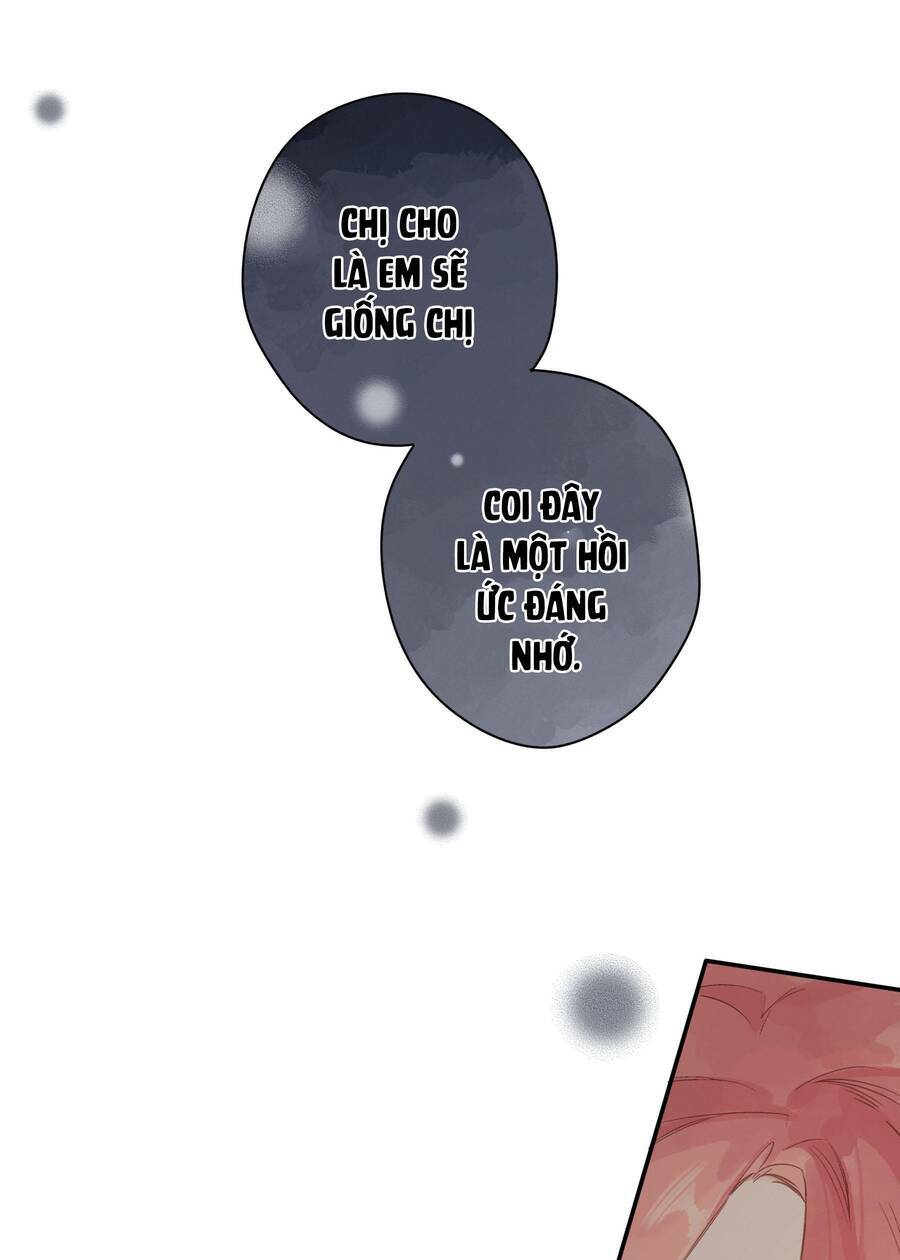 CHỊ CHO
LÀ EM SẼ
GIỐNG CHỊ
COI ĐÂY
LÀ MỘT HỒI
ỨC ĐÁNG
NHỚ.